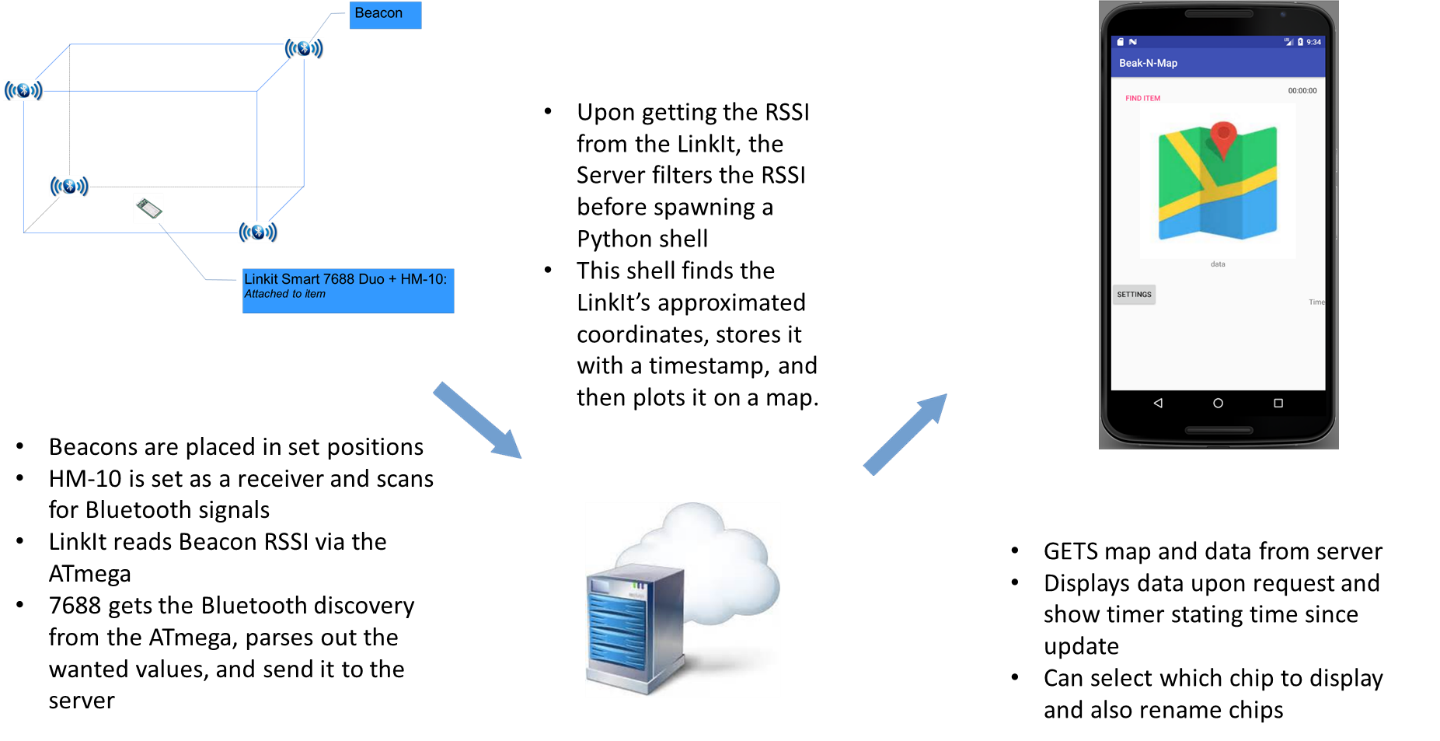 Beacon
Linkit Smart 7688 Duo + HM-10:
Attached to item
• Beacons are placed in set positions
• HM-10 is set as a receiver and scans
for Bluetooth signals
• LinkIt reads Beacon RSSI via the
ATmega
• 7688 gets the Bluetooth discovery
from the ATmega, parses out the
wanted values, and send it to the
server
• Upon getting the RSSI
from the LinkIt, the
Server filters the RSSI
before spawning a
Python shell
• This shell finds the
LinkIt’s approximated
coordinates, stores it
with a timestamp, and
then plots it on a map.
9:34
Beak-N-Map
00:00:00
FIND ITEM
data
SETTINGS
Time
• GETS map and data from server
• Displays data upon request and
show timer stating time since
update
• Can select which chip to display
and also rename chips